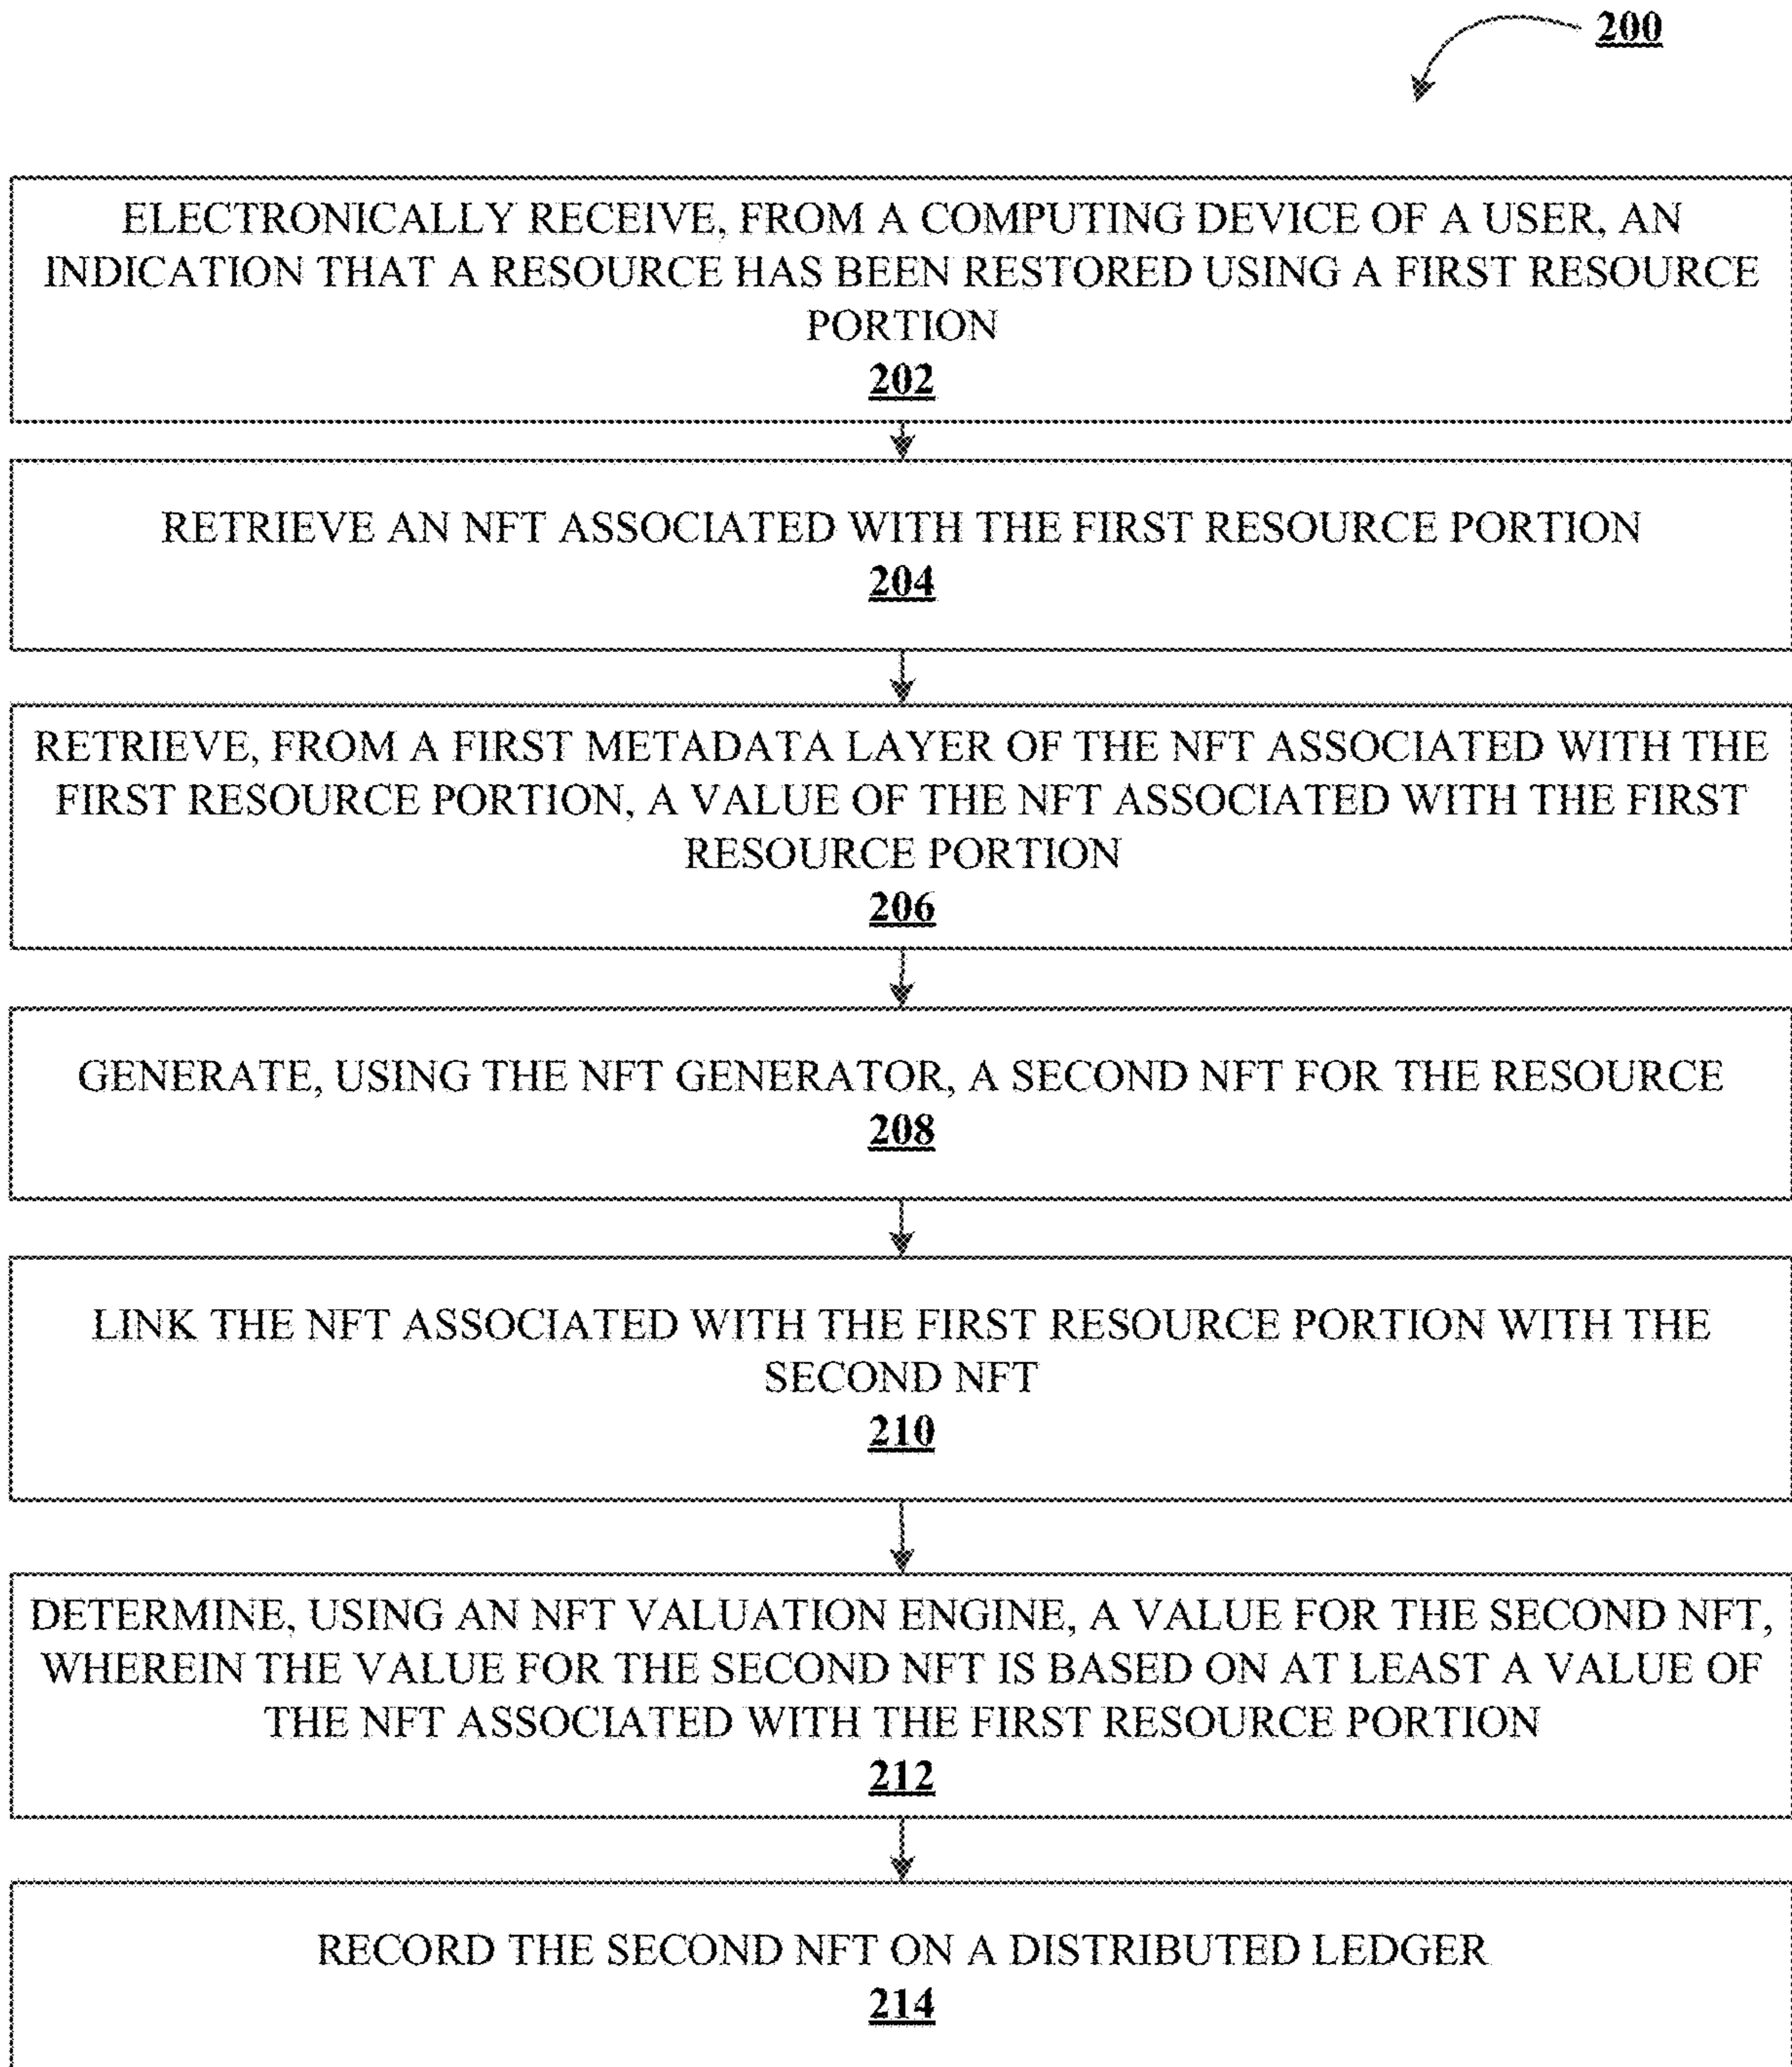 200
ELECTRONICALLY RECEIVE, FROM A COMPUTING DEVICE OF A USER, AN
INDICATION THAT A RESOURCE HAS BEEN RESTORED USING A FIRST RESOURCE
PORTION
202
RETRIEVE AN NFT ASSOCIATED WITH THE FIRST RESOURCE PORTION
204
RETRIEVE, FROM A FIRST METADATA LAYER OF THE NFT ASSOCIATED WITH THE
FIRST RESOURCE PORTION, A VALUE OF THE NFT ASSOCIATED WITH THE FIRST
RESOURCE PORTION
206
GENERATE, USING THE NFT GENERATOR, A SECOND NFT FOR THE RESOURCE
208
LINK THE NFT ASSOCIATED WITH THE FIRST RESOURCE PORTION WITH THE
SECOND NFT
210
DETERMINE, USING AN NFT VALUATION ENGINE, A VALUE FOR THE SECOND NFT,
WHEREIN THE VALUE FOR THE SECOND NFT IS BASED ON AT LEAST A VALUE OF
THE NFT ASSOCIATED WITH THE FIRST RESOURCE PORTION
212
RECORD THE SECOND NFT ON A DISTRIBUTED LEDGER
214